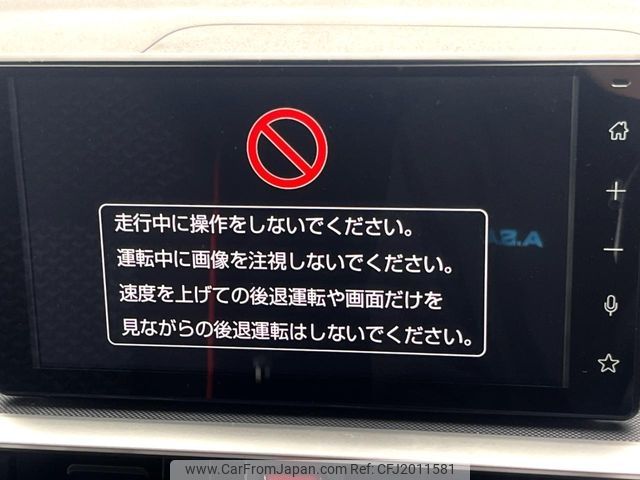 走行中に操作をしないでください。
運転中に画像を注視しないでください。
速度を上げての後退運転や画面だけを
見ながらの後退運転はしないでください。
www.CarFromJapan.com - CFJ2011581